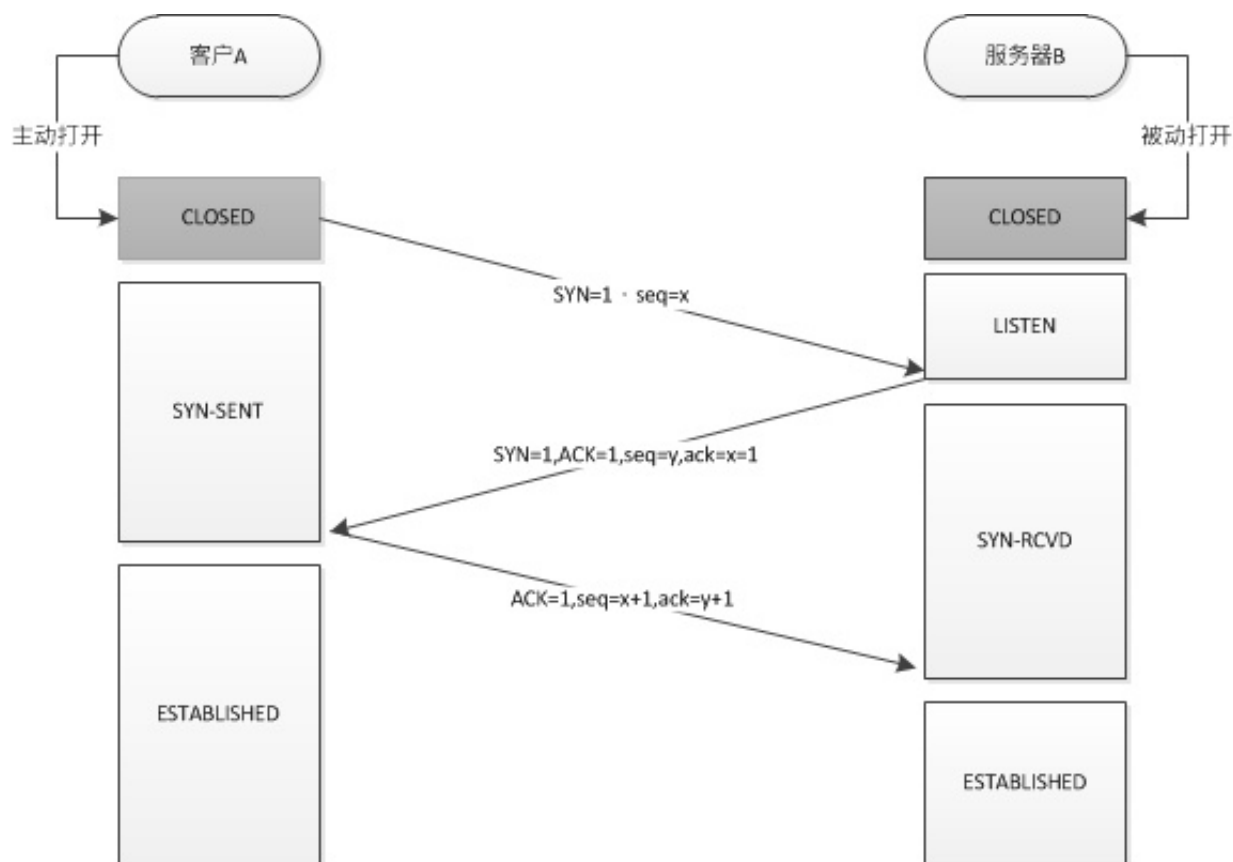 客户A
服务器B
主动打开
被动打开
CLOSED
CLOSED
SYN=1 · seq=x
LISTEN
SYN-SENT
SYN=1,ACK=1,seq=y,ack=x=1
SYN-RCVD
ACK=1,seq=x+1,ack=y+1
ESTABLISHED
ESTABLISHED